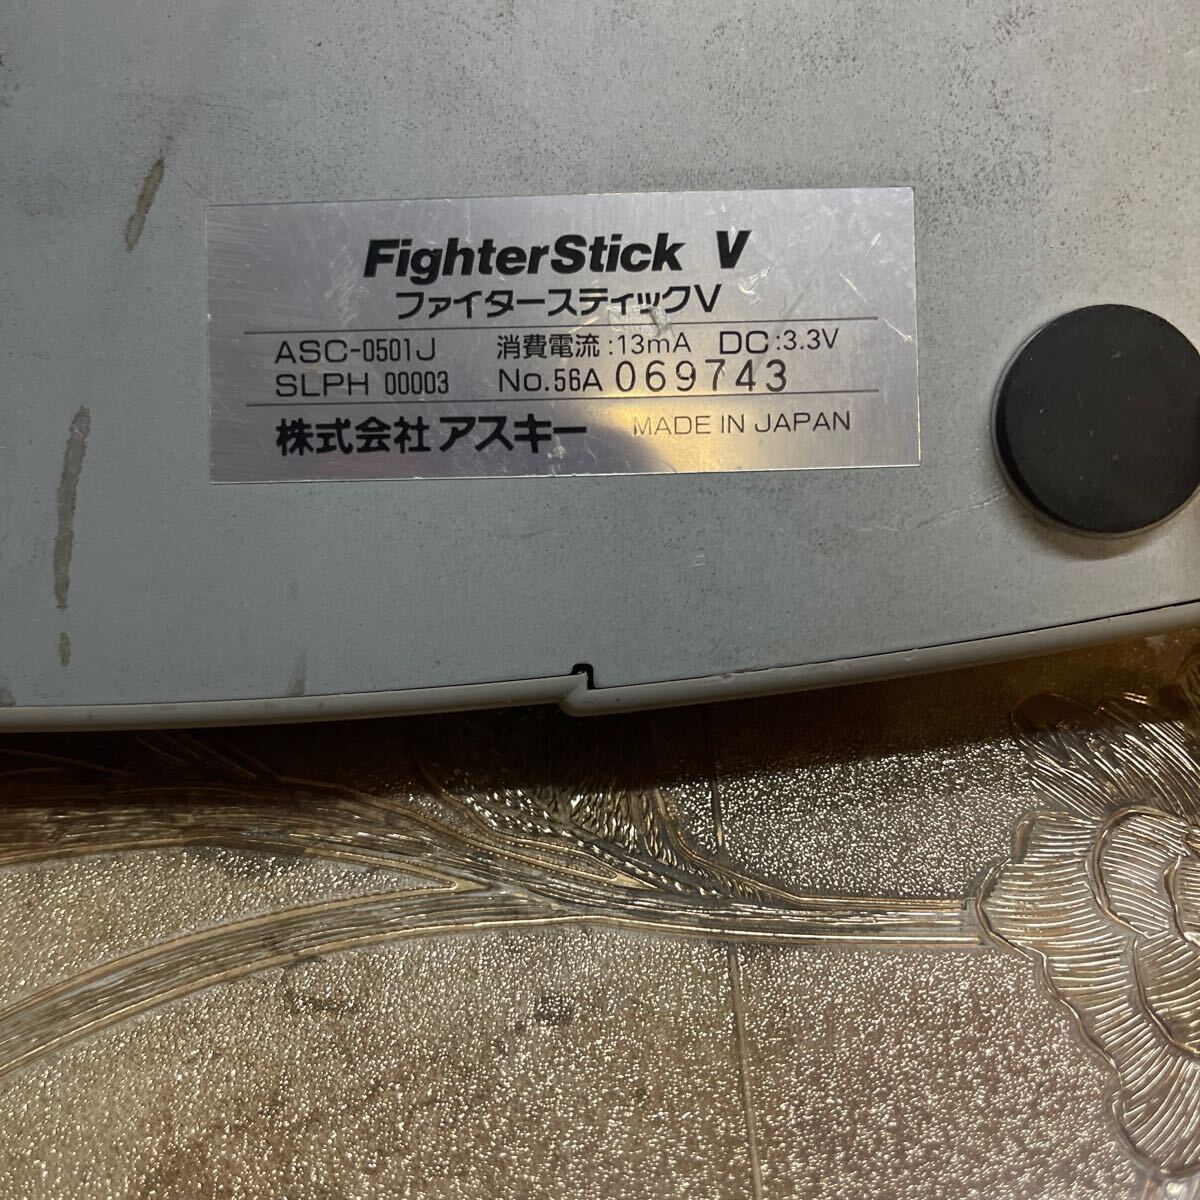 FighterStick V
ファイタースティックV
ASC-0501J 消費電流:13mA DC:3.3V
SLPH 00003 No.56A 069743
株式会社アスキー MADE IN JAPAN